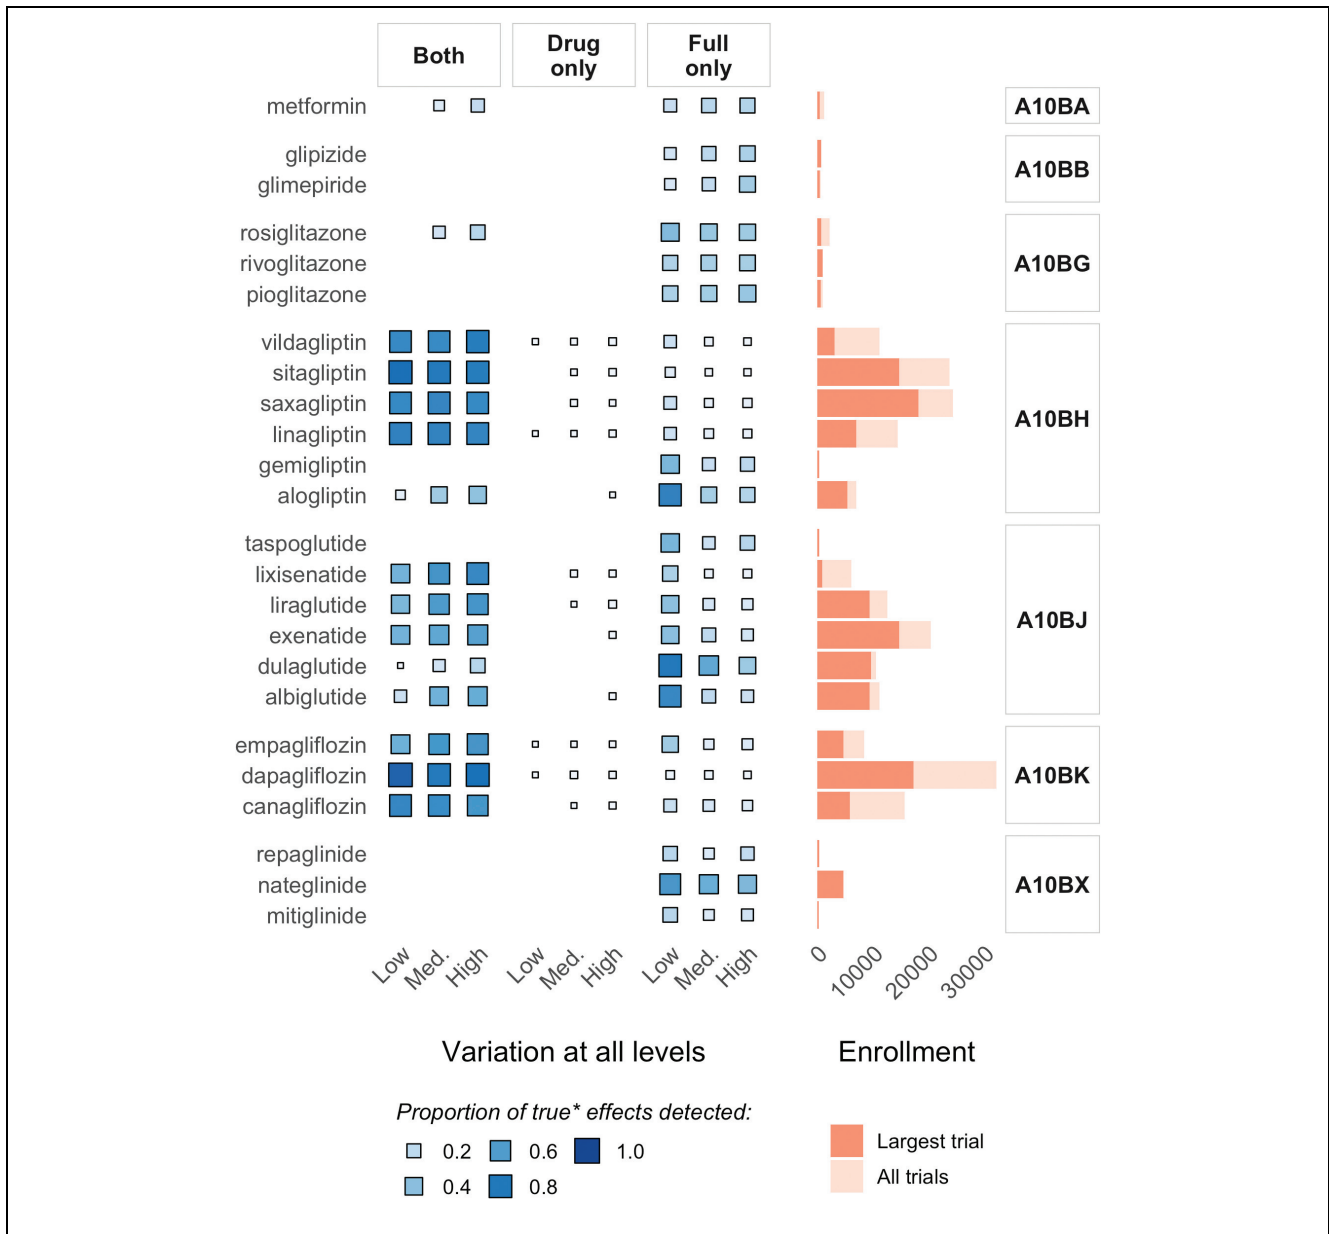 Both
Drug
only
Full
only
metformin
A10BA
glipizide
glimepiride
A10BB
rosiglitazone
rivoglitazone
pioglitazone
A10BG
vildagliptin
sitagliptin
saxagliptin
linagliptin
gemigliptin
alogliptin
A10BH
taspoglutide
lixisenatide
liraglutide
exenatide
dulaglutide
albiglutide
A10BJ
empagliflozin
dapagliflozin
canagliflozin
A10BK
repaglinide
nateglinide
mitiglinide
A10BX
Low Med. High Low Med. High Low Med. High 0 10000 20000 30000
Variation at all levels
Enrollment
Proportion of true* effects detected:
0.2 0.6 1.0
0.4 0.8
Largest trial
All trials